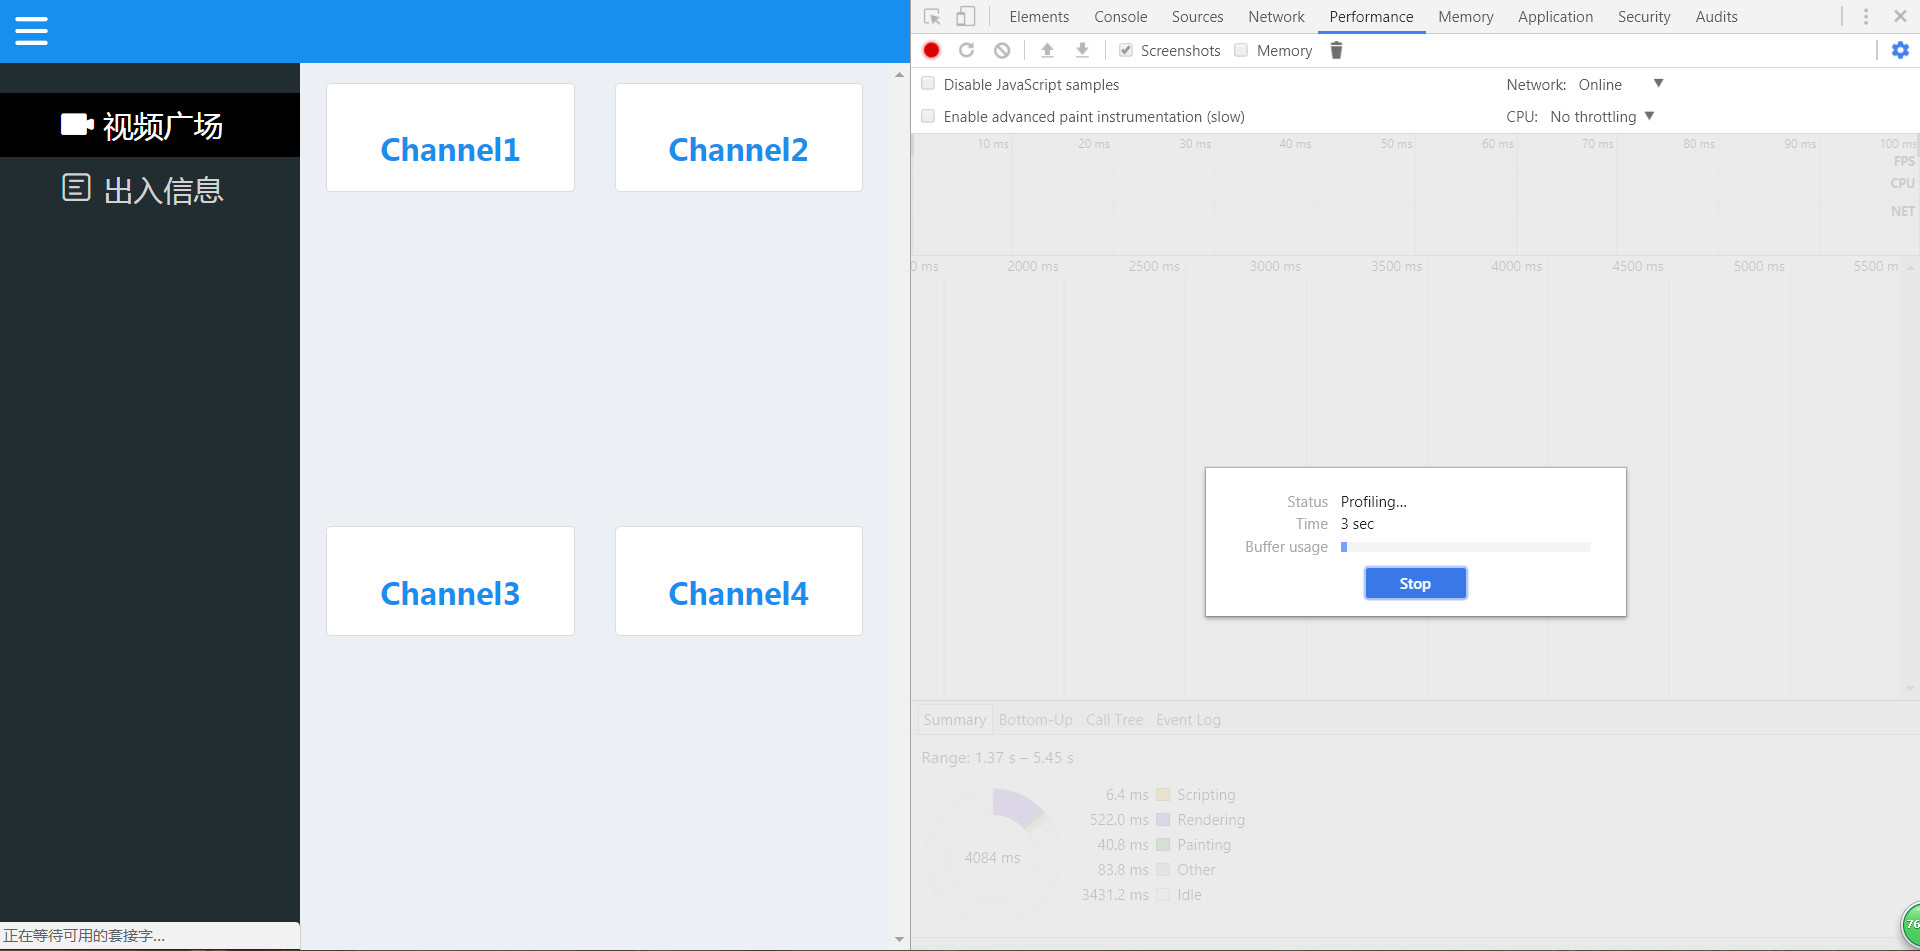 视频广场
出入信息
Channel1
Channel2
Channel3
Channel4
正在等待可用的套接字...
Elements Console Sources Network Performance Memory Application Security Audits
Screenshots Memory
Disable JavaScript samples
Network: Online
Enable advanced paint instrumentation (slow)
CPU: No throttling
10 ms 20 ms 30 ms 40 ms 50 ms 60 ms 70 ms 80 ms 90 ms 100 ms
FPS
CPU
NET
0 ms 2000 ms 2500 ms 3000 ms 3500 ms 4000 ms 4500 ms 5000 ms 5500 m
Status Profiling...
Time 3 sec
Buffer usage
Stop
Summary Bottom-Up Call Tree Event Log
Range: 1.37 s – 5.45 s
4084 ms
6.4 ms Scripting
522.0 ms Rendering
40.8 ms Painting
83.8 ms Other
3431.2 ms Idle
76